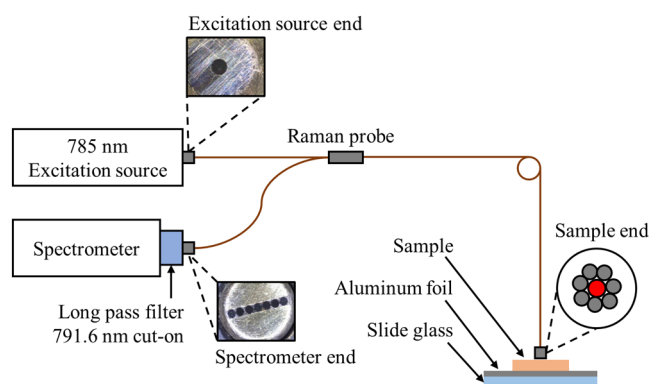 Excitation source end
785 nm
Excitation source
Raman probe
Spectrometer
Sample end
Sample
Aluminum foil
Slide glass
Long pass filter
791.6 nm cut-on
Spectrometer end